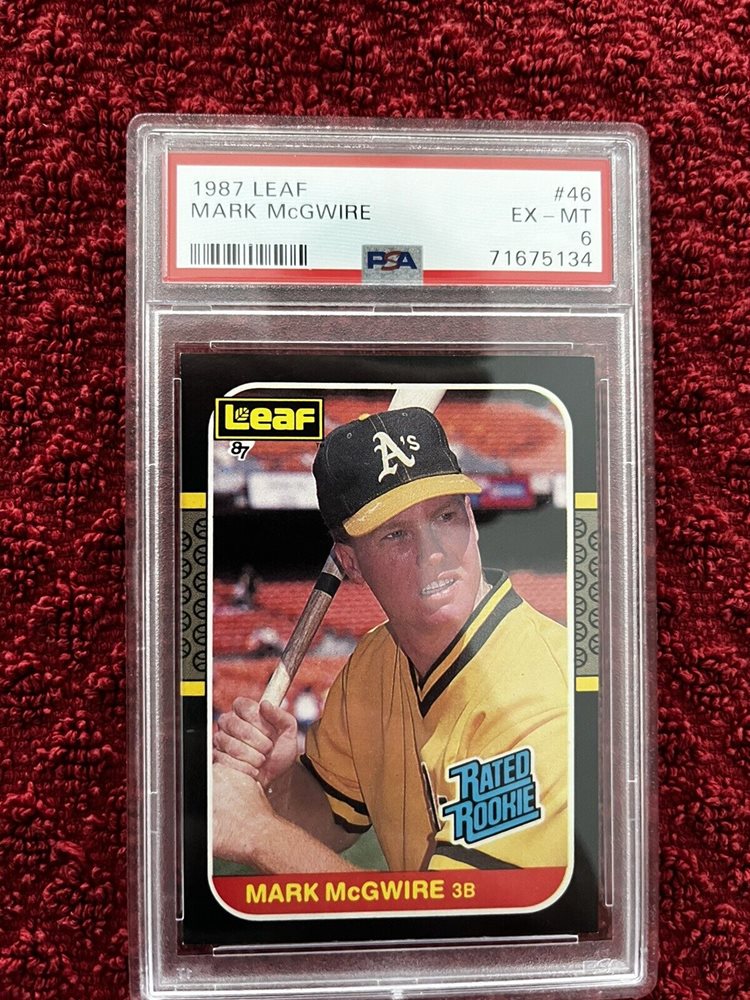 1987 LEAF
#46
MARK McGWIRE
EX - MT
6
PSA
71675134
Leaf
'87
A's
RATED
ROOKIE
MARK McGWIRE 3B